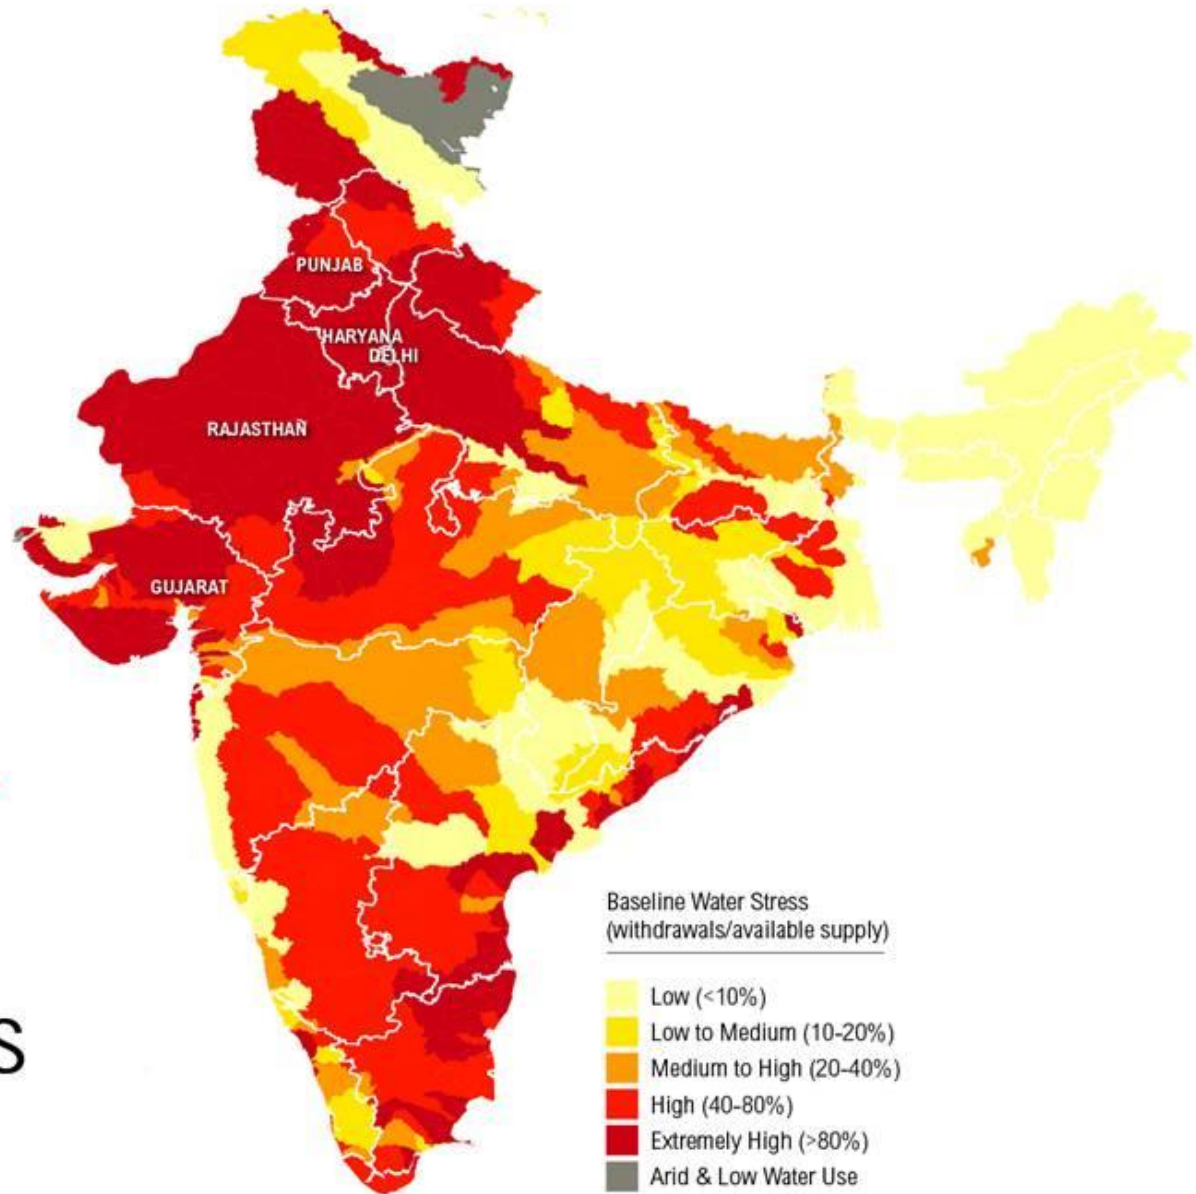 PUNJAB
HARYANA
DELHI
RAJASTHAN
GUJARAT
S
Baseline Water Stress
(withdrawals/available supply)
Low (<10%)
Low to Medium (10-20%)
Medium to High (20-40%)
High (40-80%)
Extremely High (>80%)
Arid & Low Water Use